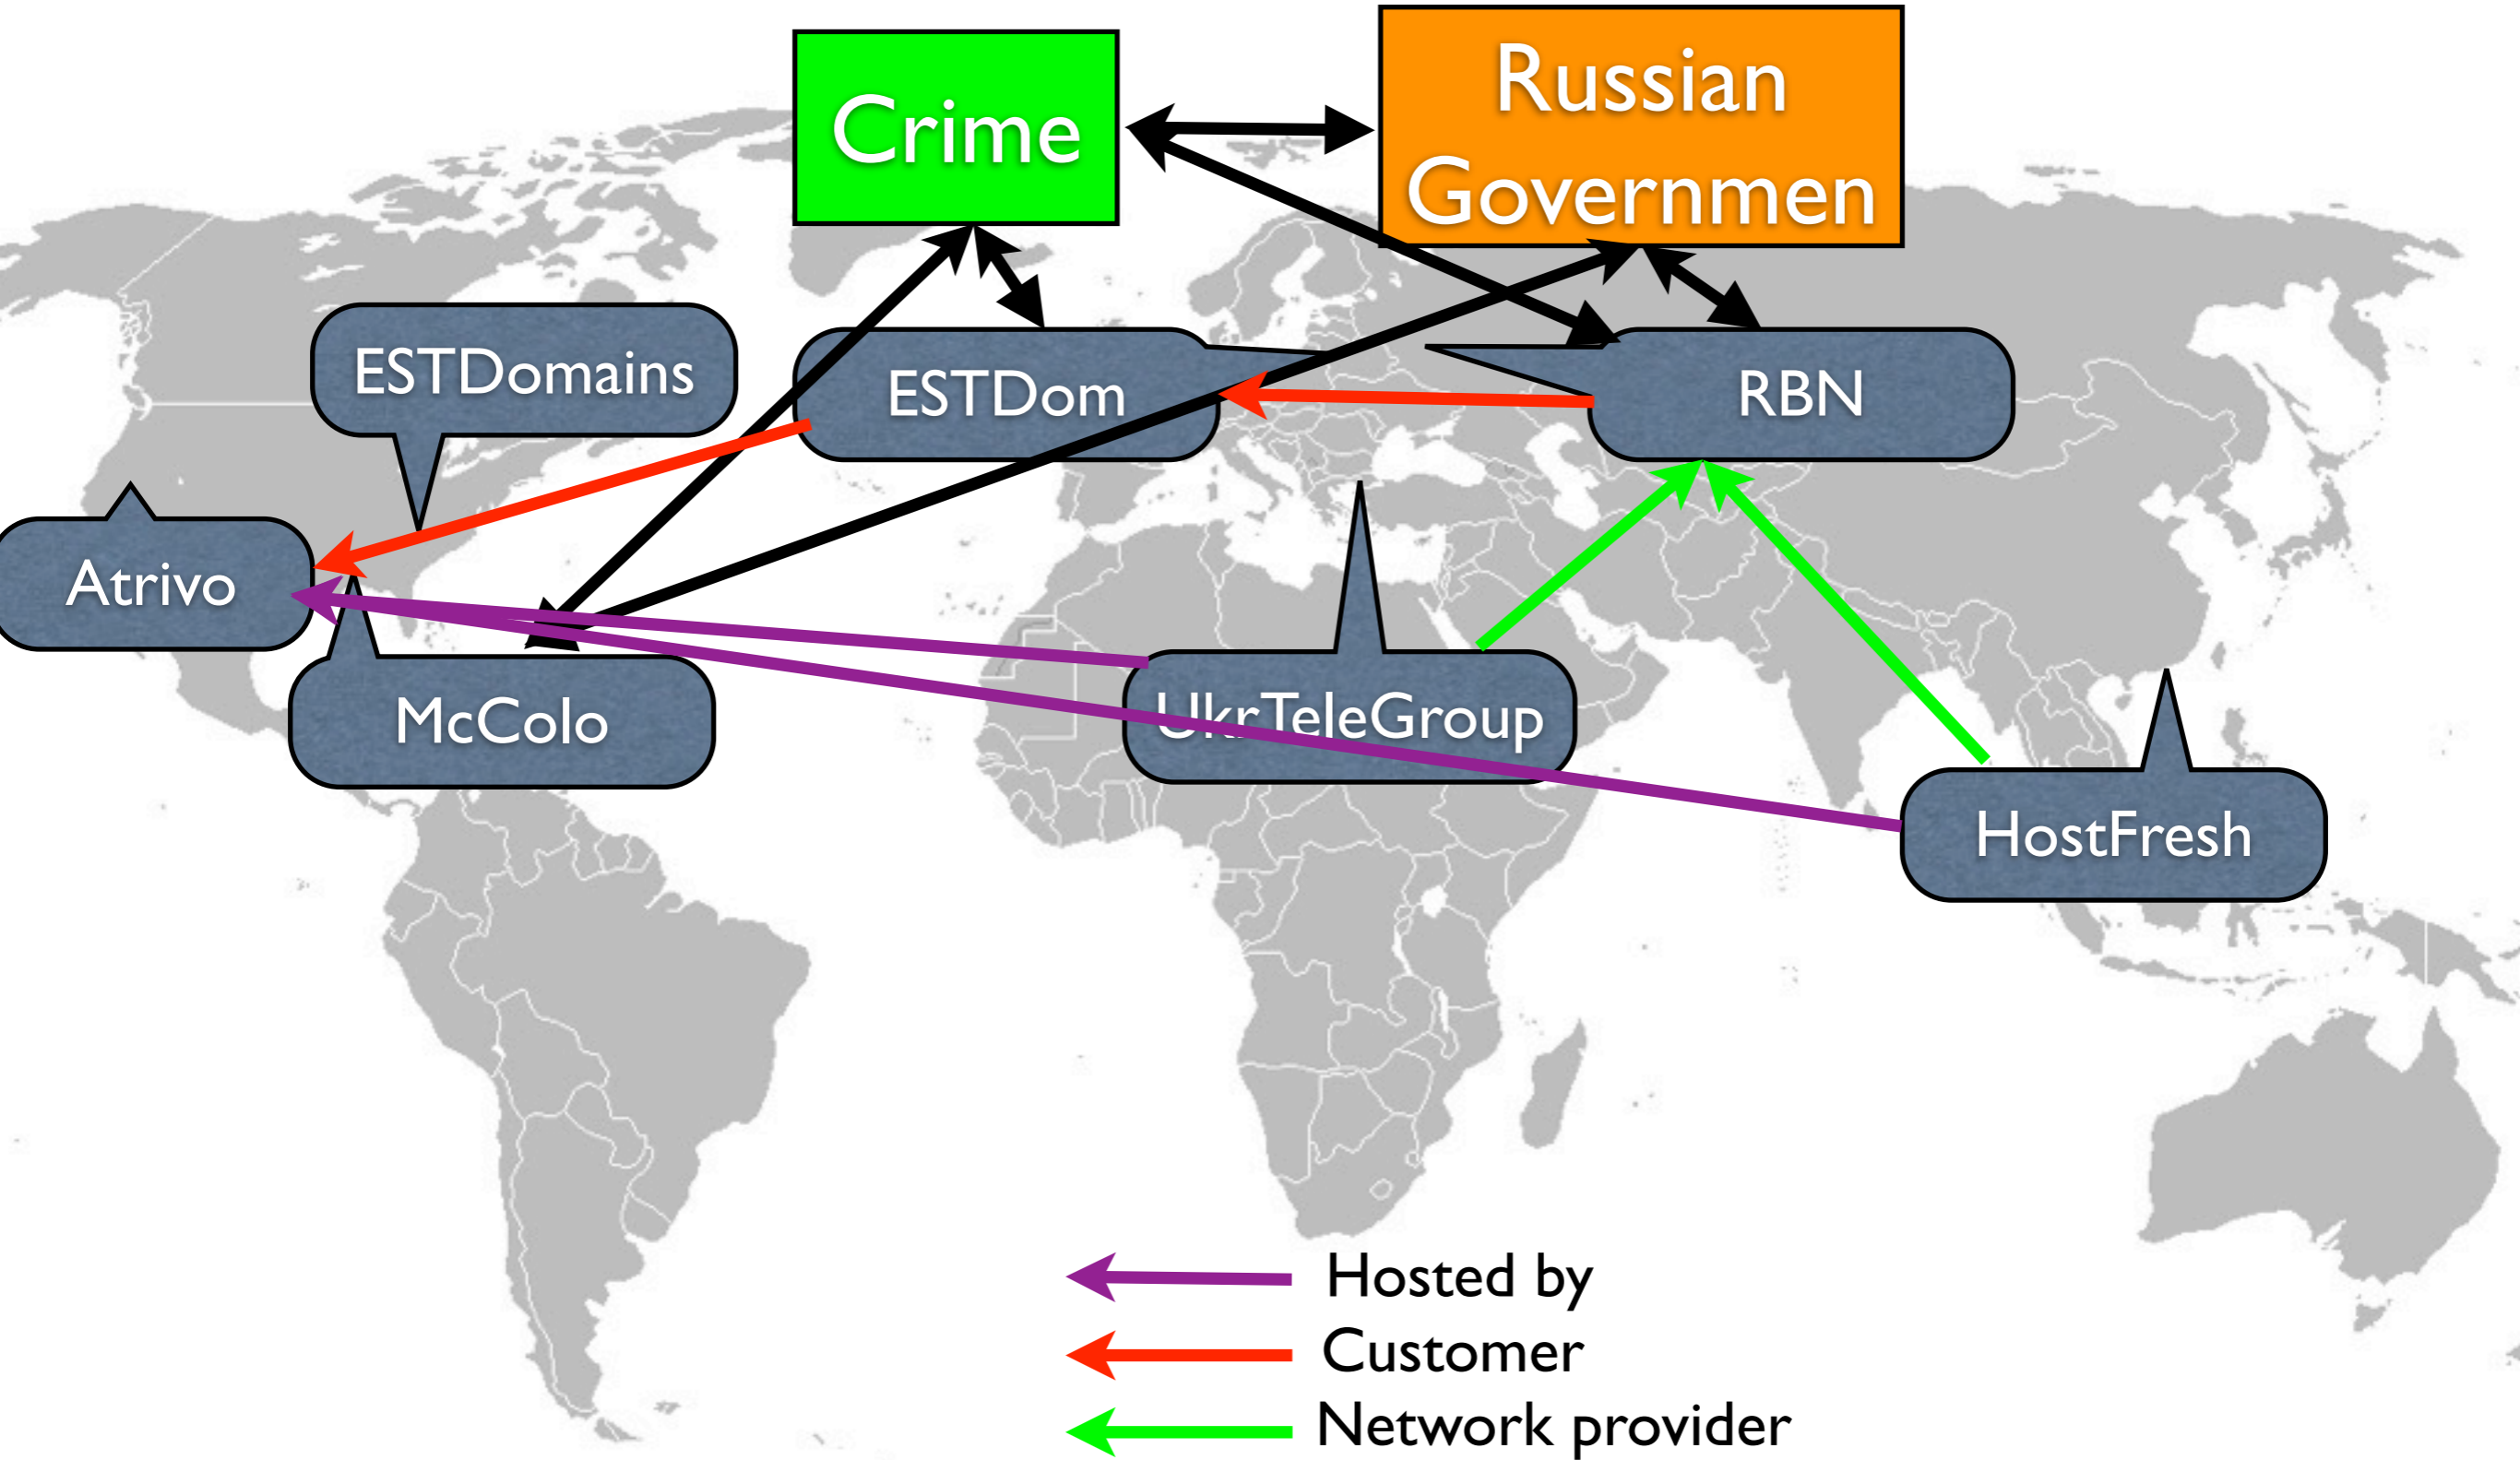 Crime
Russian
Governmen
ESTDomains
ESTDom
RBN
Atrivo
McColo
UkrTeleGroup
HostFresh
Hosted by
Customer
Network provider